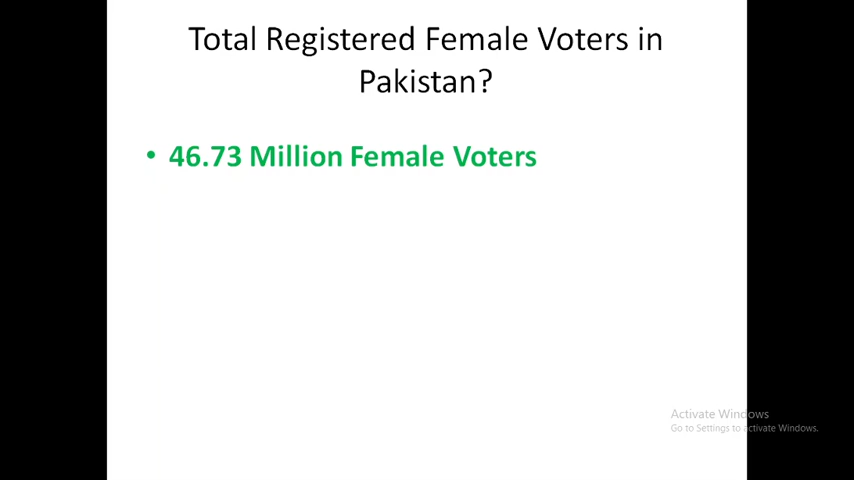 Total Registered Female Voters in
Pakistan?
• 46.73 Million Female Voters
Activate Windows
Go to Settings to activate Windows.